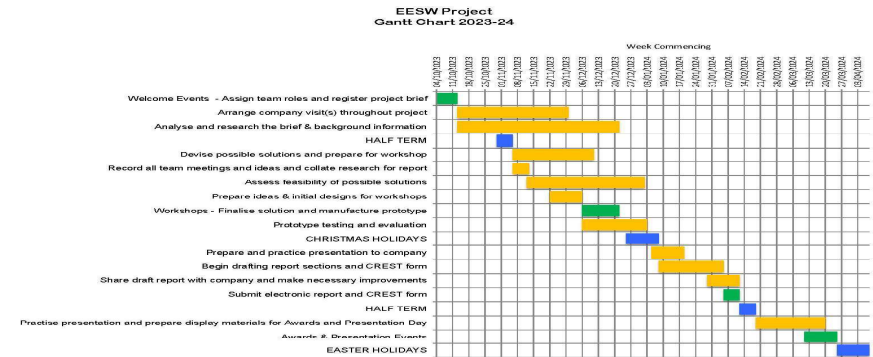 EESW Project
Gantt Chart 2023-24
Week Commencing
04/10/2023 11/10/2023 18/10/2023 25/10/2023 01/11/2023 08/11/2023 15/11/2023 22/11/2023 29/11/2023 06/12/2023 13/12/2023 20/12/2023 27/12/2023 03/01/2024 10/01/2024 17/01/2024 24/01/2024 31/01/2024 07/02/2024 14/02/2024 21/02/2024 28/02/2024 06/03/2024 13/03/2024 20/03/2024 27/03/2024 03/04/2024
Welcome Events - Assign team roles and register project brief
Arrange company visit(s) throughout project
Analyse and research the brief & background information
HALF TERM
Devise possible solutions and prepare for workshop
Record all team meetings and ideas and collate research for report
Assess feasibility of possible solutions
Prepare ideas & initial designs for workshops
Workshops - Finalise solution and manufacture prototype
Prototype testing and evaluation
CHRISTMAS HOLIDAYS
Prepare and practice presentation to company
Begin drafting report sections and CREST form
Share draft report with company and make necessary improvements
Submit electronic report and CREST form
HALF TERM
Practise presentation and prepare display materials for Awards and Presentation Day
Awards & Presentation Events
EASTER HOLIDAYS